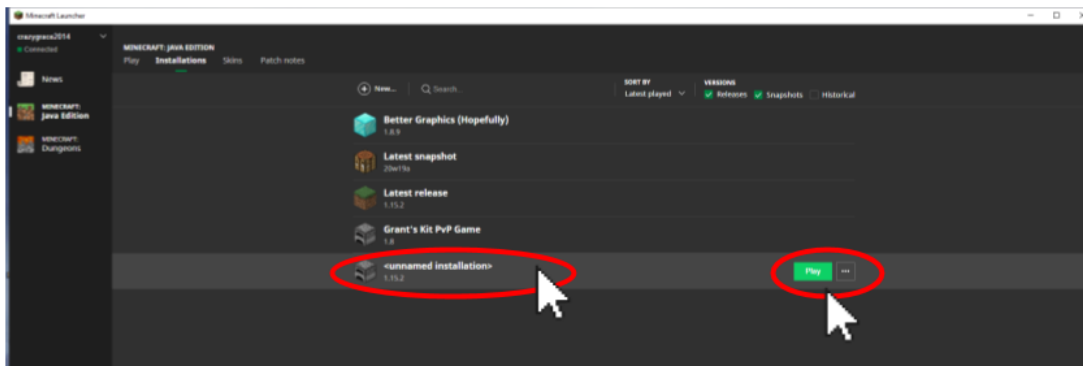 Minecraft Launcher
crazygrace2014
Connected
News
MINECRAFT:
Java Edition
MINECRAFT:
Dungeons
MINECRAFT: JAVA EDITION
Play Installations Skins Patch notes
New... Search..
SORT BY
Latest played
VERSIONS
Releases Snapshots Historical
Better Graphics (Hopefully)
1.8.9
Latest snapshot
20w19a
Latest release
1.15.2
Grant's Kit PvP Game
1.8
<unnamed installation>
1.15.2
Play ...